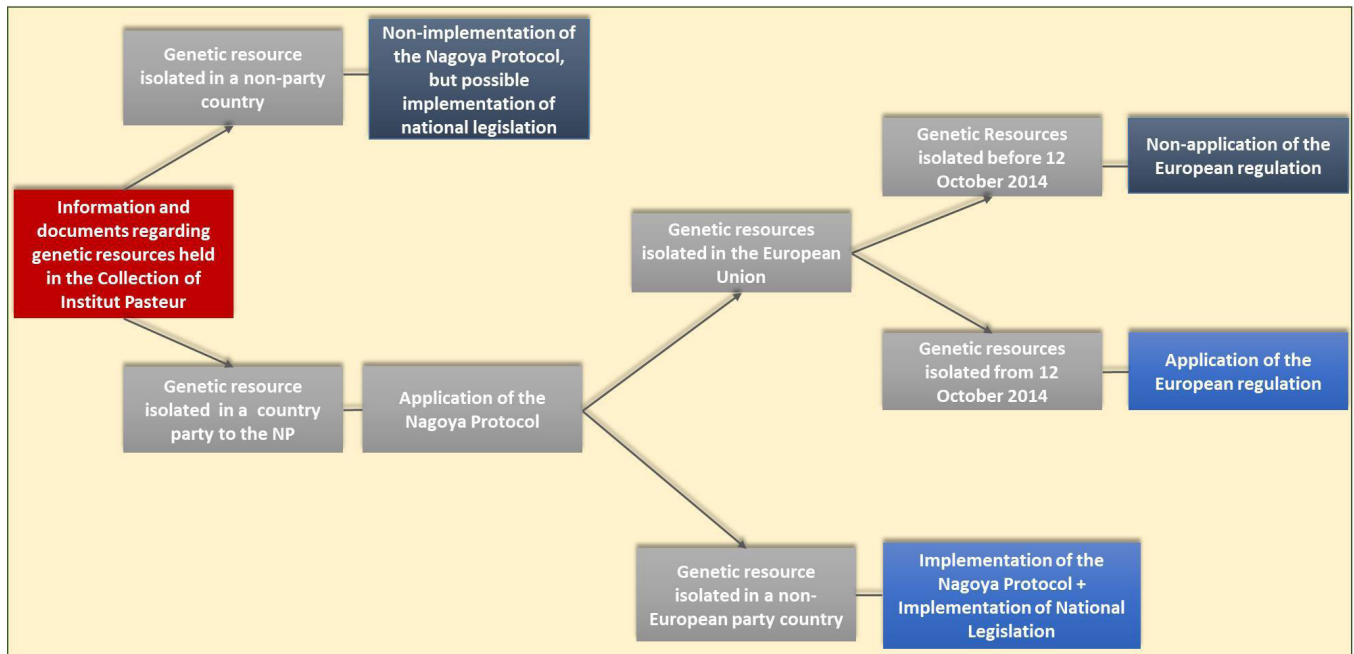 Genetic resource
isolated in a non-party
country
Non-implementation of
the Nagoya Protocol,
but possible
implementation of
national legislation
Information and
documents regarding
genetic resources held
in the Collection of
Institut Pasteur
Genetic resource
isolated in a country
party to the NP
Application of the
Nagoya Protocol
Genetic resources
isolated in the European
Union
Genetic Resources
isolated before 12
October 2014
Non-application of the
European regulation
Genetic resources
isolated from 12
October 2014
Application of the
European regulation
Genetic resource
isolated in a non-
European party country
Implementation of the
Nagoya Protocol +
Implementation of National
Legislation